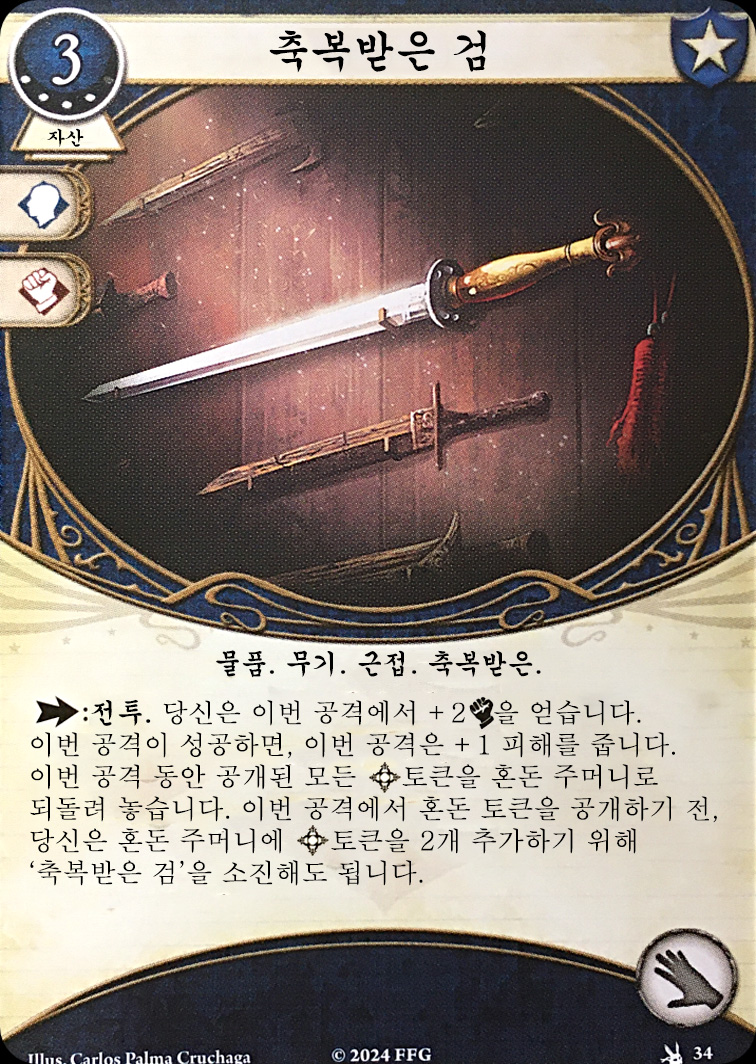 3
축복받은 검
자산
물품. 무기. 근접. 축복받은.
:전투. 당신은 이번 공격에서 +2을 얻습니다.
이번 공격이 성공하면, 이번 공격은 +1 피해를 줍니다.
이번 공격 동안 공개된 모든 토큰을 혼돈 주머니로
되돌려 놓습니다. 이번 공격에서 혼돈 토큰을 공개하기 전,
당신은 혼돈 주머니에 토큰을 2개 추가하기 위해
‘축복받은 검’을 소진해도 됩니다.
Illus. Carlos Palma Cruchaga
© 2024 FFG
34